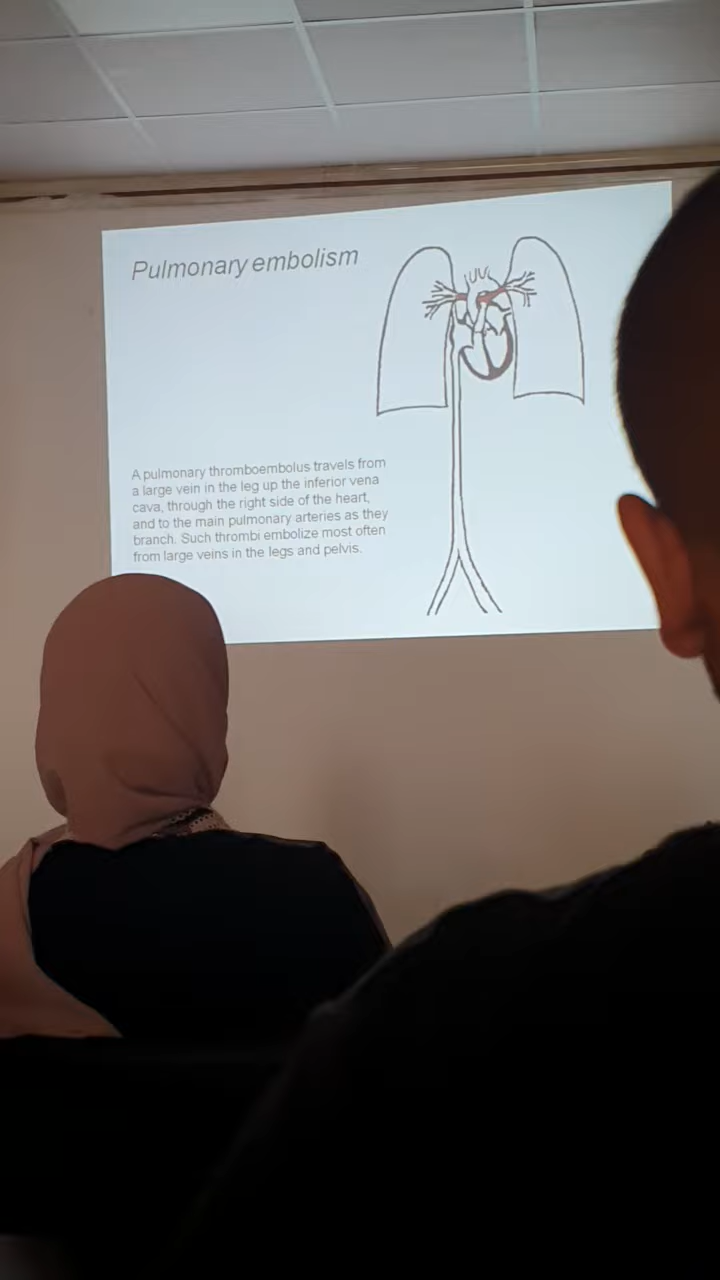 Pulmonary embolism
A pulmonary thromboembolus travels from
a large vein in the leg up the inferior vena
cava, through the right side of the heart,
and to the main pulmonary arteries as they
branch. Such thrombi embolize most often
from large veins in the legs and pelvis.